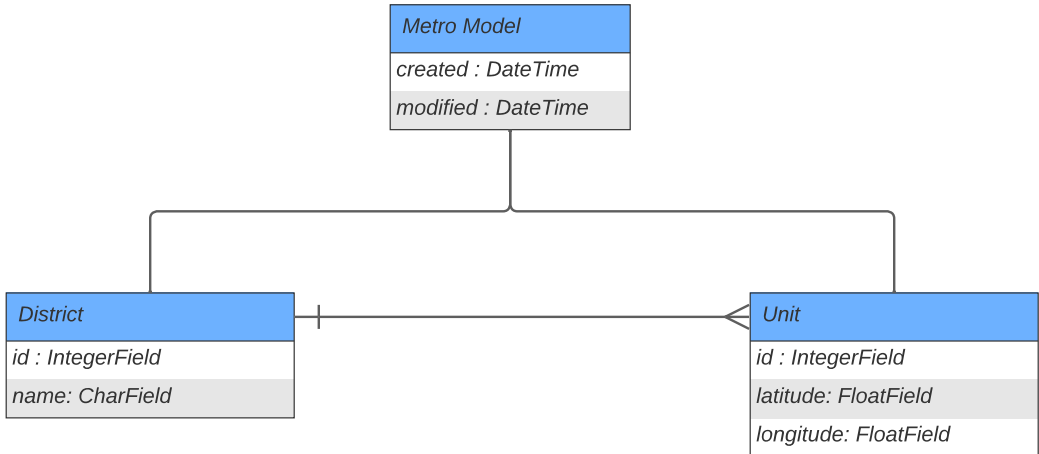 Metro Model
created : DateTime
modified : DateTime
District
id : IntegerField
name: CharField
Unit
id : IntegerField
latitude: FloatField
longitude: FloatField